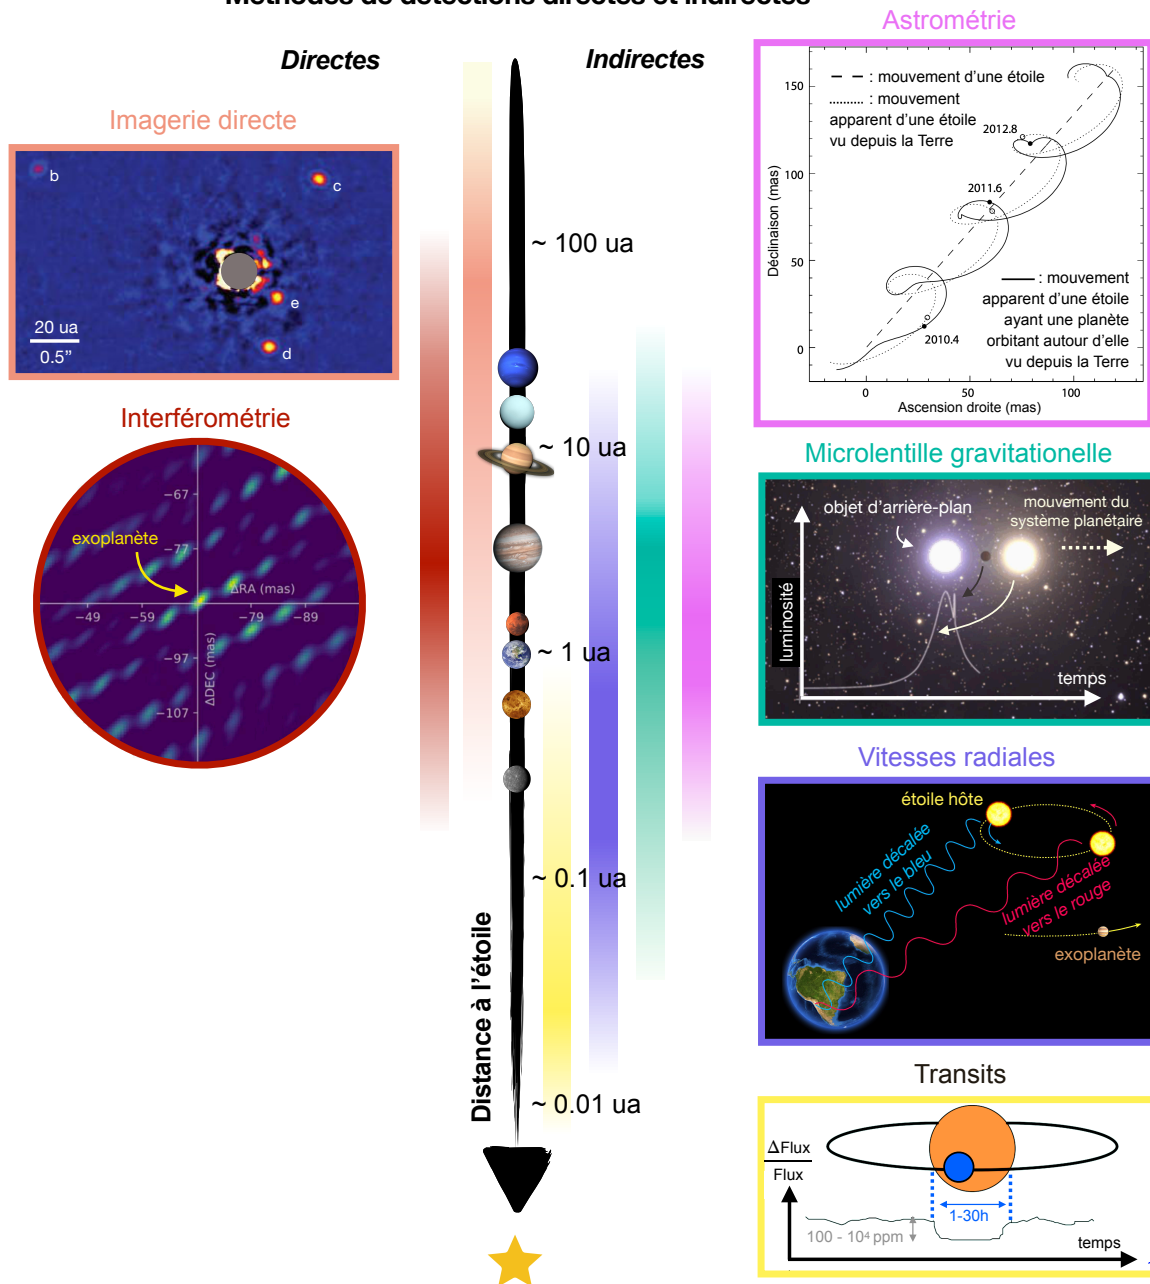 Méthodes de détections directes et indirectes
Directes
Indirectes
Astrométrie
Déclinaison (mas)
150
100
50
0
0
50
100
Ascension droite (mas)
— — : mouvement d'une étoile
......... : mouvement
apparent d'une étoile
vu depuis la Terre
2012.8
2011.6
2010.4
— : mouvement
apparent d'une étoile
ayant une planète
orbitant autour d'elle
vu depuis la Terre
Imagerie directe
b
c
e
d
20 ua
0.5”
Interférométrie
exoplanète
−67
−77
−97
−107
−49
−59
−79
−89
ΔRA (mas)
ΔDEC (mas)
~ 100 ua
~ 10 ua
~ 1 ua
~ 0.1 ua
~ 0.01 ua
Distance à l'étoile
Microlentille gravitationelle
objet d'arrière-plan
mouvement du
système planétaire
luminosité
temps
Vitesses radiales
étoile hôte
lumière décalée
vers le bleu
lumière décalée
vers le rouge
exoplanète
Transits
ΔFlux
Flux
1-30h
100 - 10⁴ ppm
temps